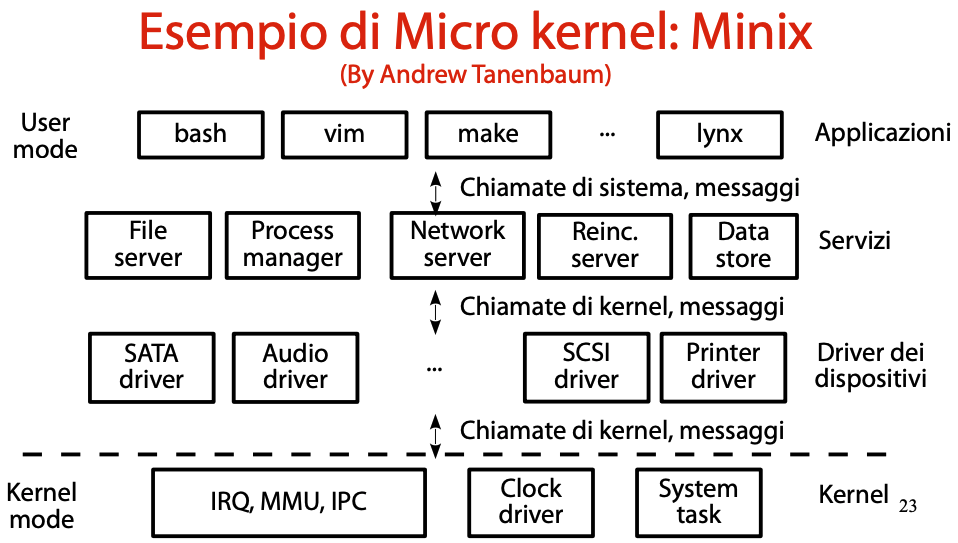 Esempio di Micro kernel: Minix
(By Andrew Tanenbaum)
User
mode
bash
vim
make
...
lynx
Applicazioni
Chiamate di sistema, messaggi
File
server
Process
manager
Network
server
Reinc.
server
Data
store
Servizi
Chiamate di kernel, messaggi
SATA
driver
Audio
driver
...
SCSI
driver
Printer
driver
Driver dei
dispositivi
Chiamate di kernel, messaggi
Kernel
mode
IRQ, MMU, IPC
Clock
driver
System
task
Kernel
23